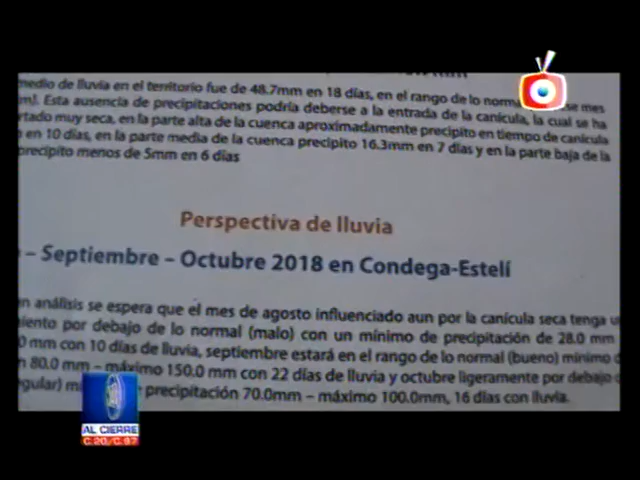 medio de lluvia en el territorio fue de 48.7mm en 18 días, en el rango de lo se mes
Esta ausencia de precipitaciones podría deberse a la entrada de la canícula, la cual se ha
muy seca, en la parte alta de la cuenca aproximadamente precipito en tiempo de canícula
en 10 días, en la parte media de la cuenca precipito 16.3mm en 7 días y en la parte baja de la
precipito menos de 5mm en 6 días
Perspectiva de lluvia
– Septiembre – Octubre 2018 en Condega-Estelí
análisis se espera que el mes de agosto influenciado aun por la canícula seca tenga
por debajo de lo normal (malo) con un mínimo de precipitación de 28.0 mm
mm con 10 días de lluvia, septiembre estará en el rango de lo normal (bueno) mínimo
80.0 mm – máximo 150.0 mm con 22 días de lluvia y octubre ligeramente por debajo
precipitación 70.0mm – máximo 100.0mm, 16 días con lluvia.
AL CIERRE
C.20/C.97